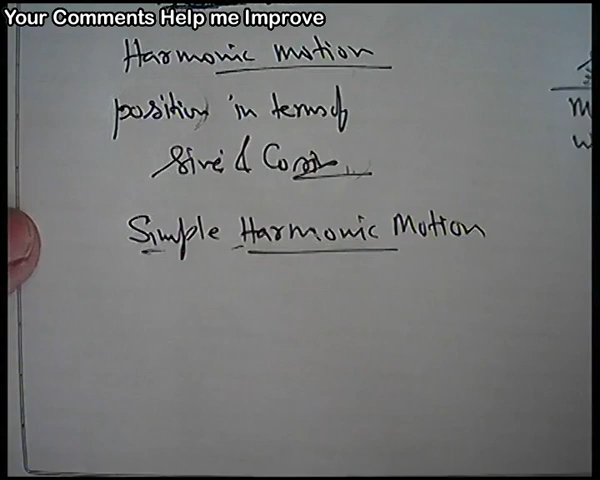 Your Comments Help me Improve
Harmonic motion
position in terms of
Sine & Cosine
Simple Harmonic Motion